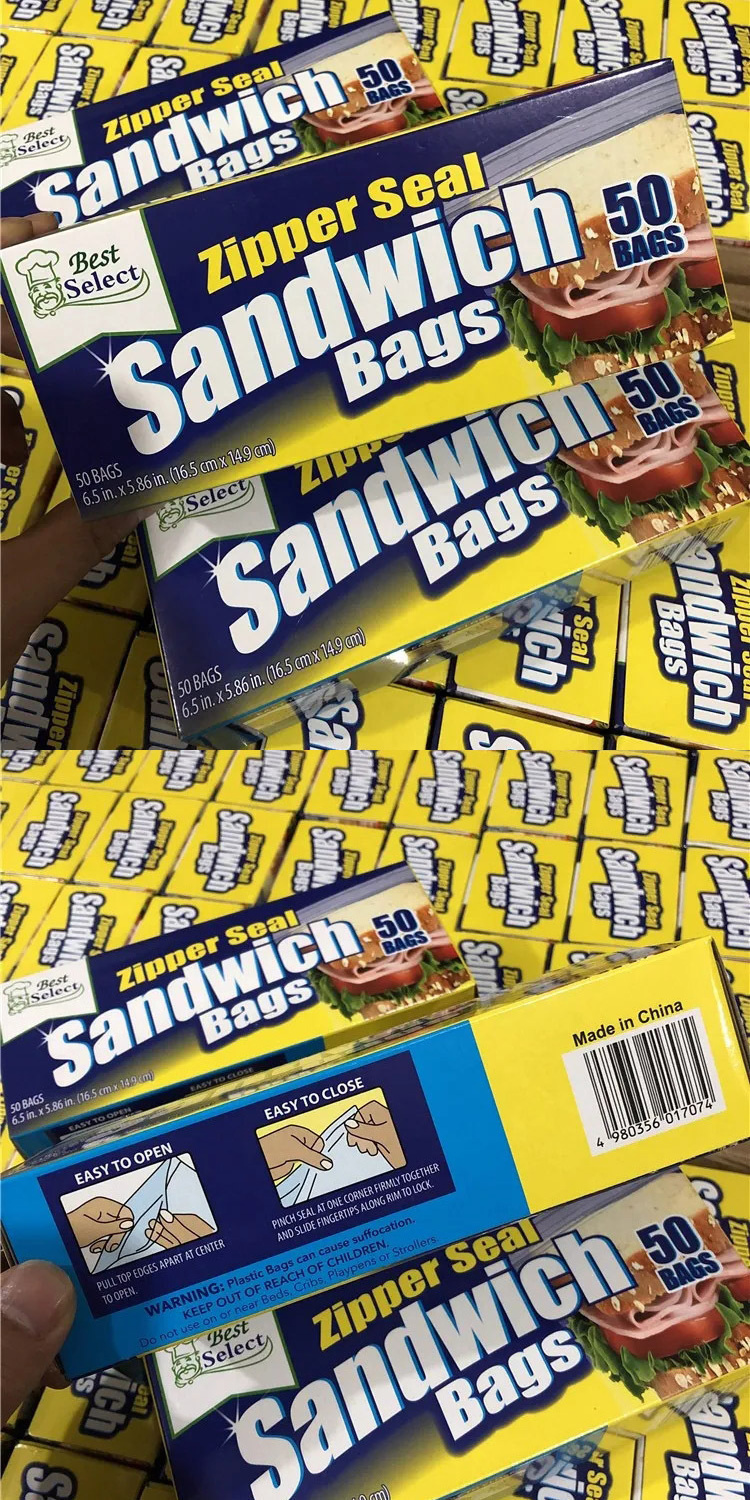 Best
Select
Zipper Seal
Sandwich
Bags
50
BAGS
Best
Select
Zipper Seal
Sandwich
Bags
50
BAGS
50 BAGS
6.5 in. x 5.86 in. (16.5 cm x 14.9 cm)
Select
Zipp
Sandwich
Bags
50
BAGS
50 BAGS
6.5 in. x 5.86 in. (16.5 cm x 14.9 cm)
Best
Select
Zipper Seal
Sandwich
Bags
50
BAGS
50 BAGS
6.5 in. x 5.86 in. (16.5 cm x 14.9 cm)
EASY TO OPEN
EASY TO CLOSE
Made in China
4 980356 017074
EASY TO OPEN
EASY TO CLOSE
PULL TOP EDGES APART AT CENTER
TO OPEN.
PINCH SEAL AT ONE CORNER FIRMLY TOGETHER
AND SLIDE FINGERTIPS ALONG RIM TO LOCK.
WARNING: Plastic Bags can cause suffocation.
KEEP OUT OF REACH OF CHILDREN.
Do not use on or near Beds, Cribs, Playpens or Strollers
Best
Select
Zipper Seal
Sandwich
Bags
50
BAGS